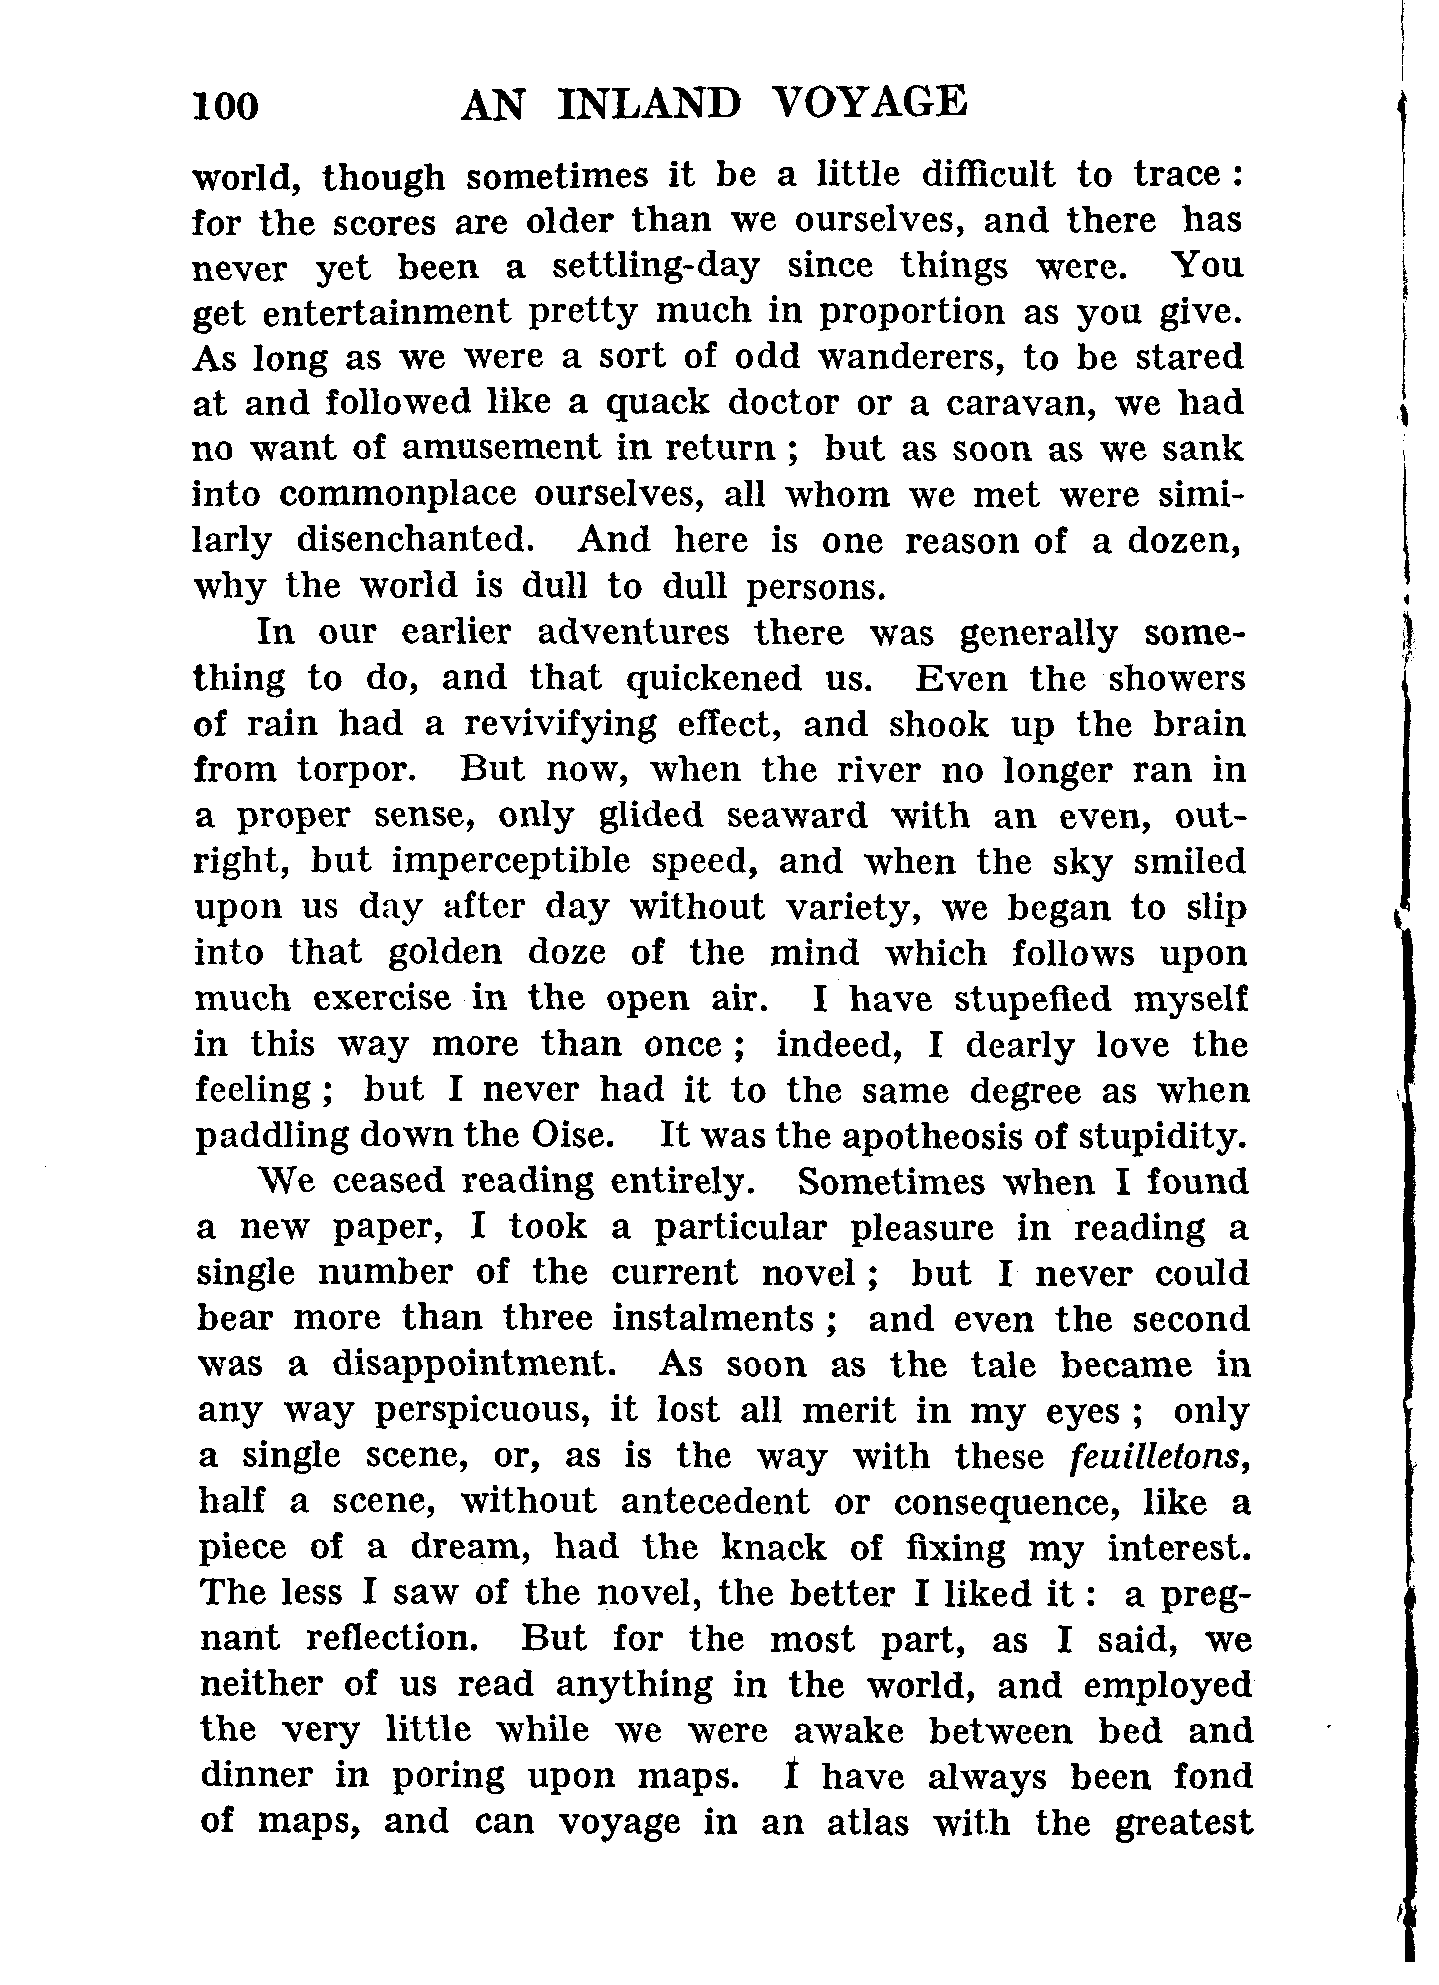 100 AN INLAND VOYAGE
world, though sometimes it be a little difficult to trace :
for the scores are older than we ourselves, and there has
never yet been a settling-day since things were. You
get entertainment pretty much in proportion as you give.
As long as we were a sort of odd wanderers, to be stared
at and followed like a quack doctor or a caravan, we had
no want of amusement in return ; but as soon as we sank
into commonplace ourselves, all whom we met were simi-
larly disenchanted. And here is one reason of a dozen,
why the world is dull to dull persons.
In our earlier adventures there was generally some-
thing to do, and that quickened us. Even the showers
of rain had a revivifying effect, and shook up the brain
from torpor. But now, when the river no longer ran in
a proper sense, only glided seaward with an even, out-
right, but imperceptible speed, and when the sky smiled
upon us day after day without variety, we began to slip
into that golden doze of the mind which follows upon
much exercise in the open air. I have stupefied myself
in this way more than once ; indeed, I dearly love the
feeling ; but I never had it to the same degree as when
paddling down the Oise. It was the apotheosis of stupidity.
We ceased reading entirely. Sometimes when I found
a new paper, I took a particular pleasure in reading a
single number of the current novel ; but I never could
bear more than three instalments ; and even the second
was a disappointment. As soon as the tale became in
any way perspicuous, it lost all merit in my eyes ; only
a single scene, or, as is the way with these feuilletons,
half a scene, without antecedent or consequence, like a
piece of a dream, had the knack of fixing my interest.
The less I saw of the novel, the better I liked it : a preg-
nant reflection. But for the most part, as I said, we
neither of us read anything in the world, and employed
the very little while we were awake between bed and
dinner in poring upon maps. I have always been fond
of maps, and can voyage in an atlas with the greatest